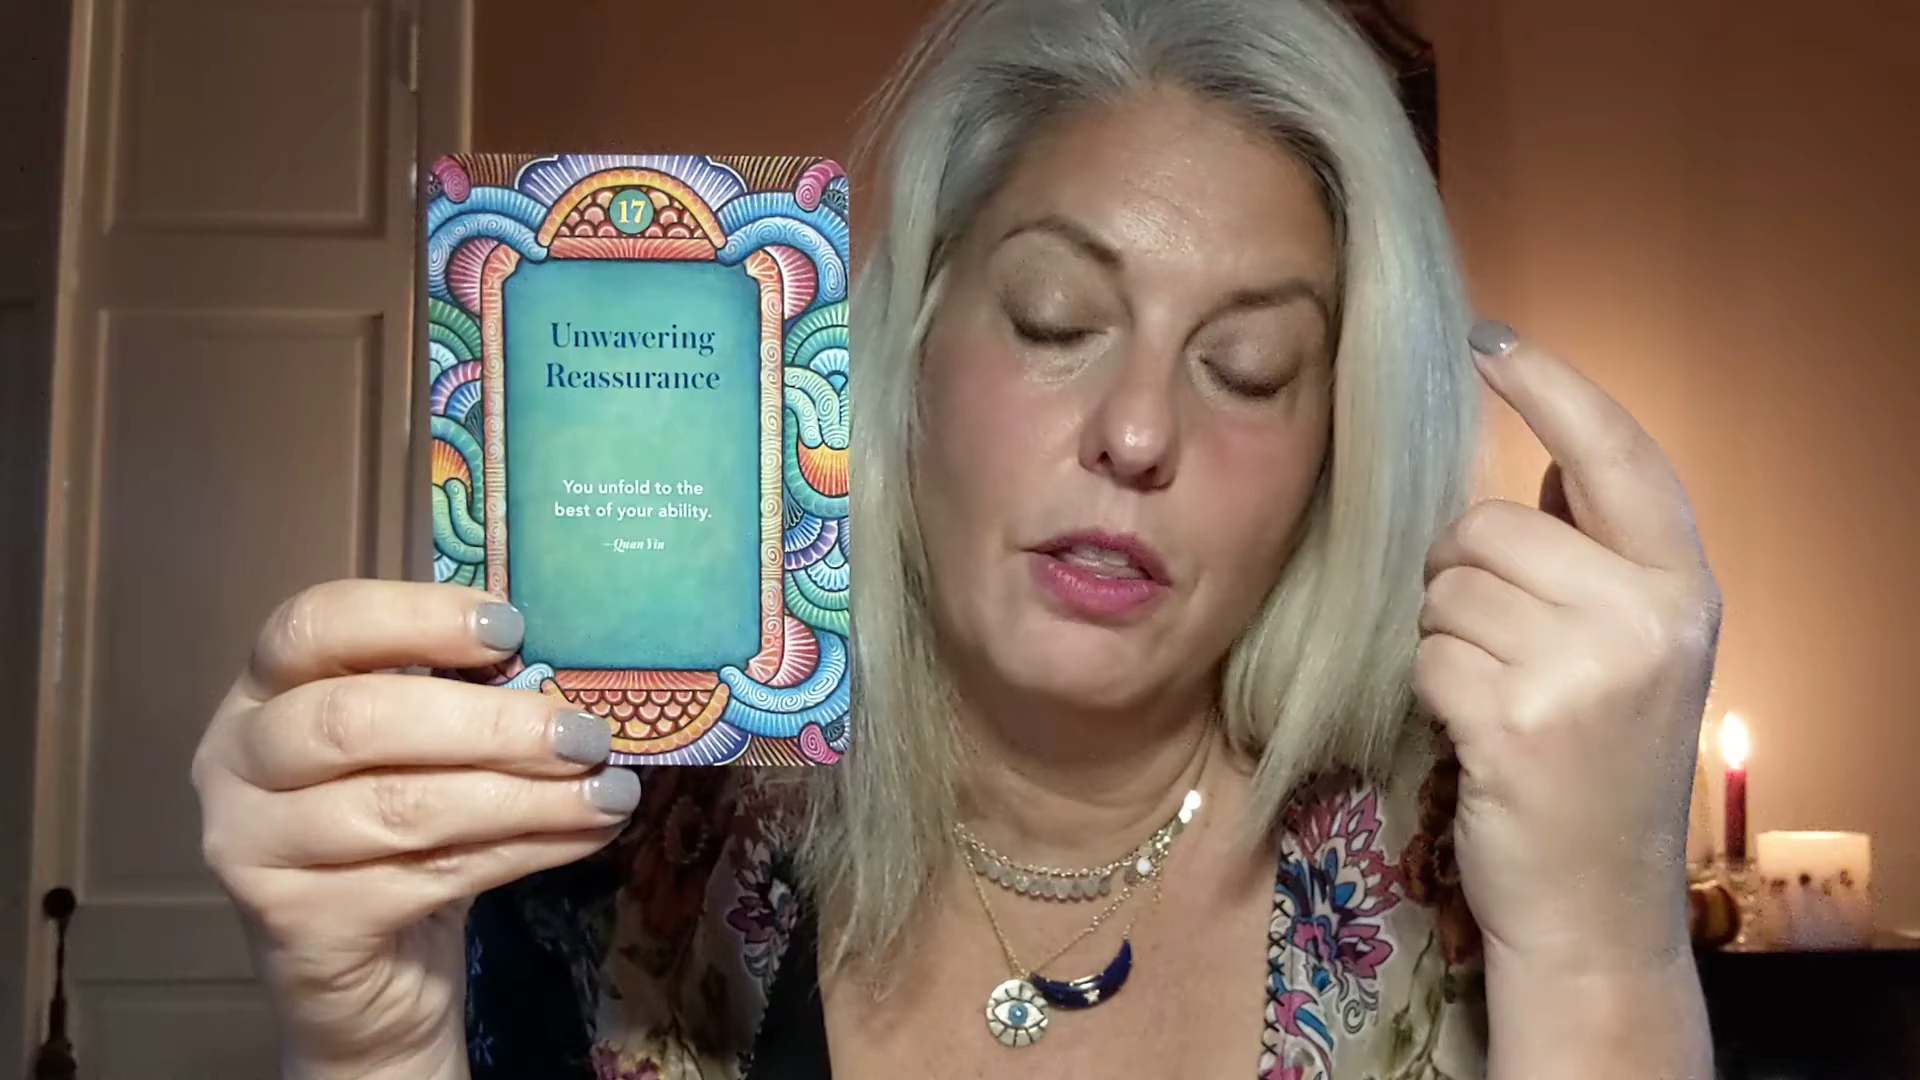 17
Unwavering
Reassurance
You unfold to the
best of your ability.
—Quan Yin